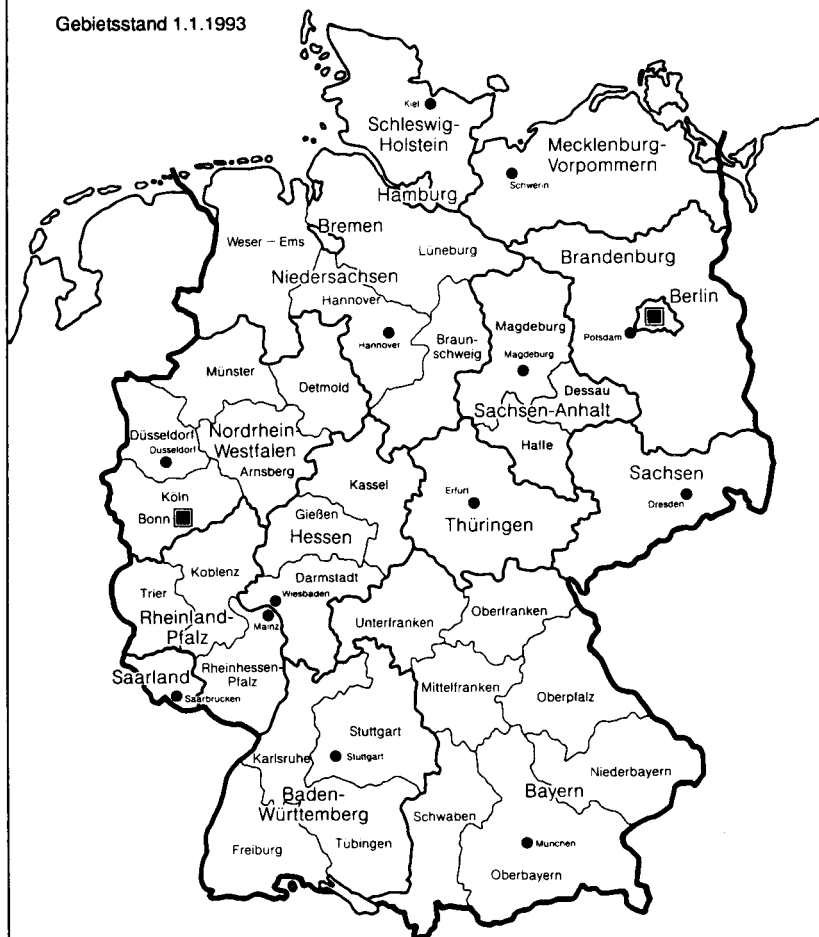 Gebietsstand 1.1.1993
Kiel
Schleswig-
Holstein
Mecklenburg-
Vorpommern
Schwerin
Hamburg
Bremen
Weser – Ems
Lüneburg
Brandenburg
Niedersachsen
Hannover
Berlin
Hannover
Braun-
schweig
Magdeburg
Magdeburg
Potsdam
Münster
Detmold
Dessau
Sachsen-Anhalt
Düsseldorf
Dusseldorf
Nordrhein-
Westfalen
Arnsberg
Halle
Sachsen
Dresden
Kassel
Erfurt
Thüringen
Köln
Bonn
Gießen
Hessen
Koblenz
Darmstadt
Wiesbaden
Trier
Rheinland-
Pfalz
Mainz
Unterfranken
Oberfranken
Saarland
Saarbrucken
Rheinhessen-
Pfalz
Mittelfranken
Oberpfalz
Stuttgart
Stuttgart
Karlsruhe
Niederbayern
Baden-
Württemberg
Bayern
Schwaben
Freiburg
Tübingen
Munchen
Oberbayern